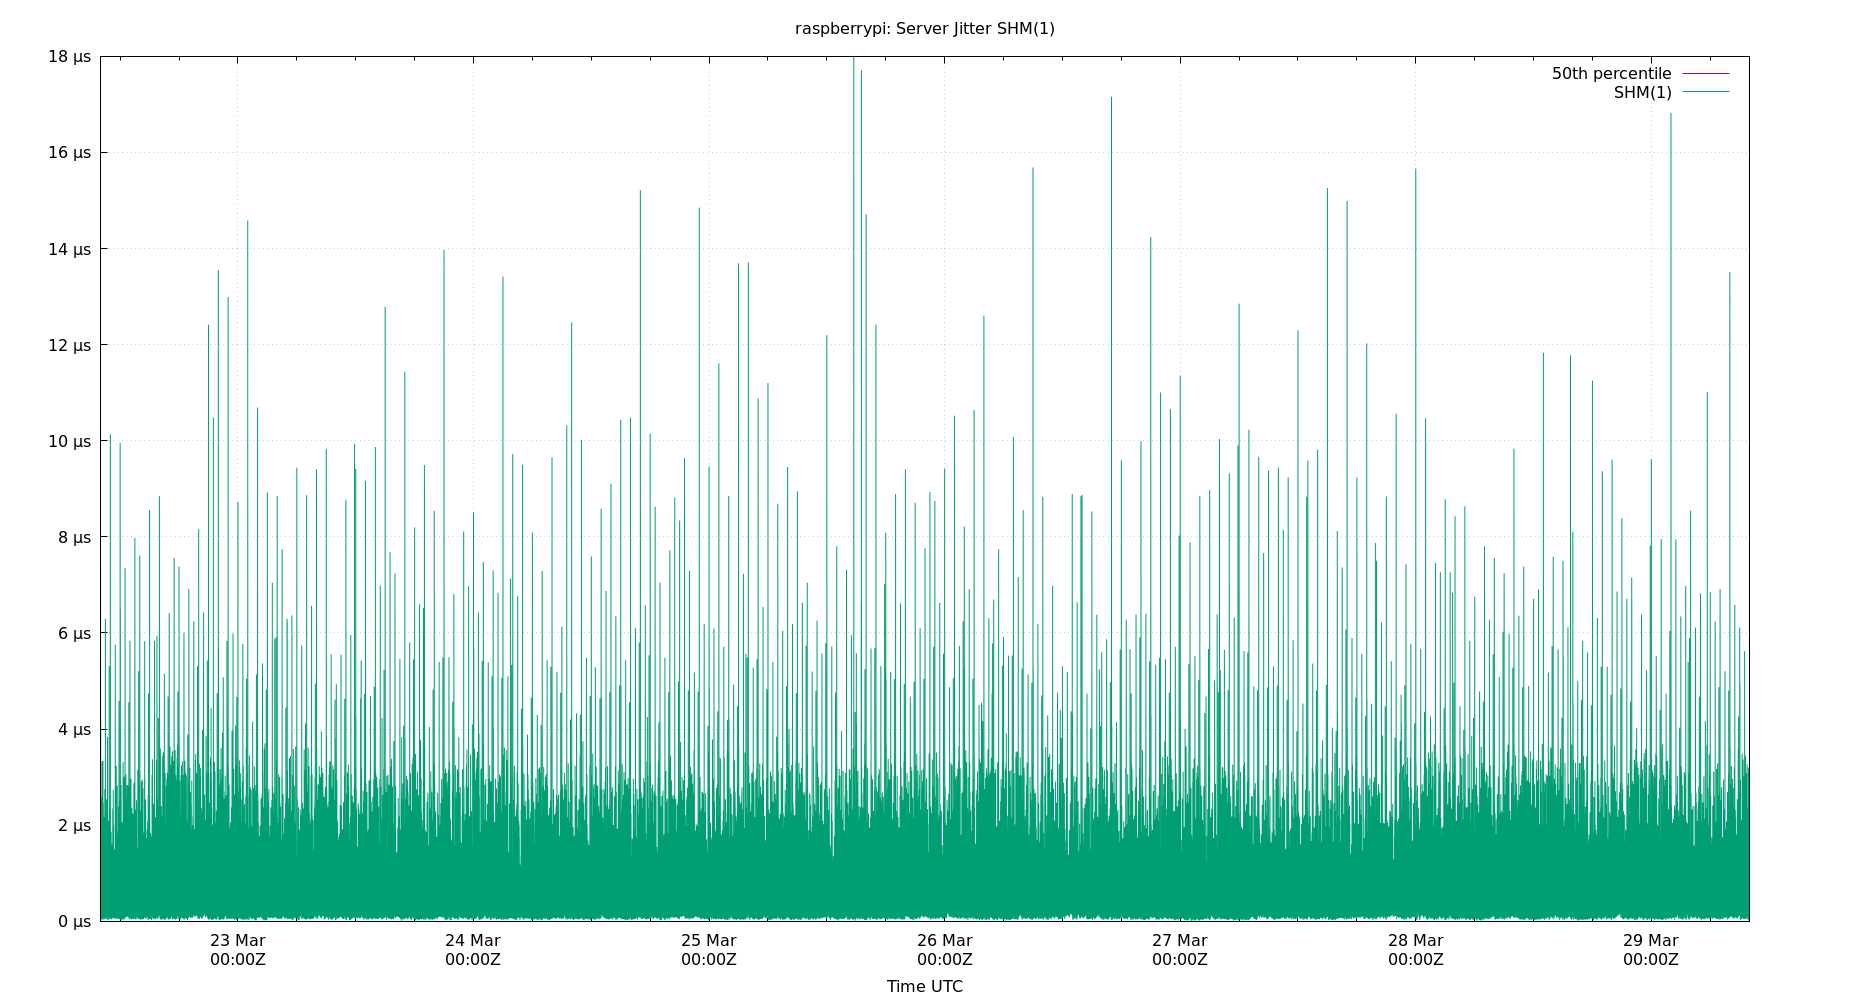 raspberrypi: Server Jitter SHM(1)
18 µs
16 µs
14 µs
12 µs
10 µs
8 µs
6 µs
4 µs
2 µs
0 µs
50th percentile
SHM(1)
23 Mar
00:00Z
24 Mar
00:00Z
25 Mar
00:00Z
26 Mar
00:00Z
27 Mar
00:00Z
28 Mar
00:00Z
29 Mar
00:00Z
Time UTC